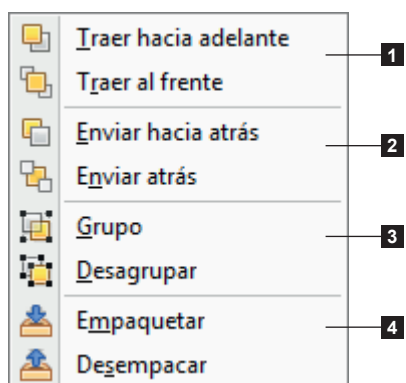 Traer hacia adelante
Traer al frente
1
Enviar hacia atrás
Enviar atrás
2
Grupo
Desagrupar
3
Empaquetar
Desempacar
4